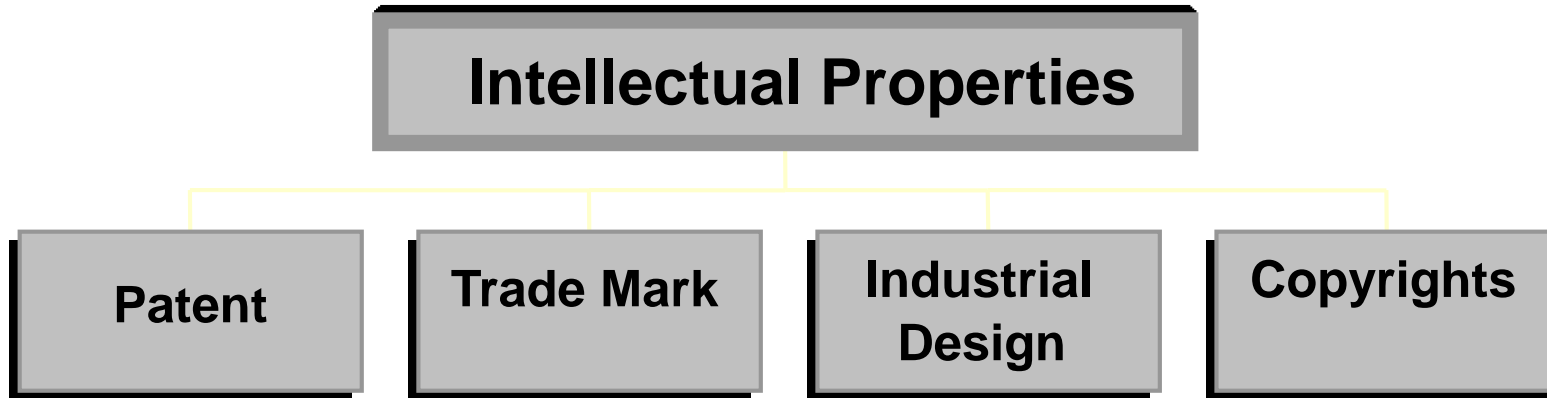 Intellectual Properties
Patent
Trade Mark
Industrial
Design
Copyrights